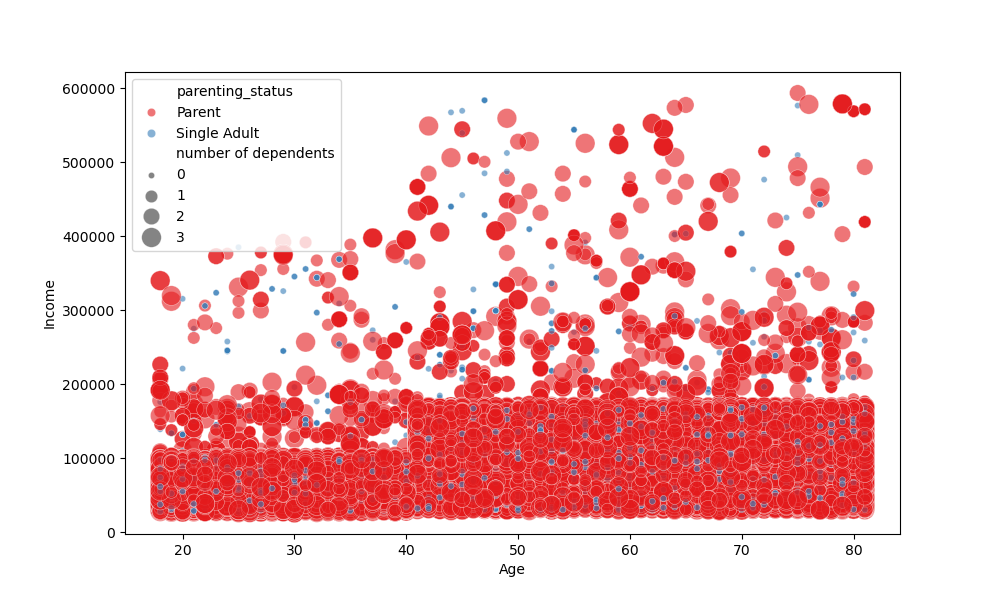 600000
500000
400000
300000
200000
100000
0
Income
parenting_status
Parent
Single Adult
number of dependents
0
1
2
3
20 30 40 50 60 70 80
Age